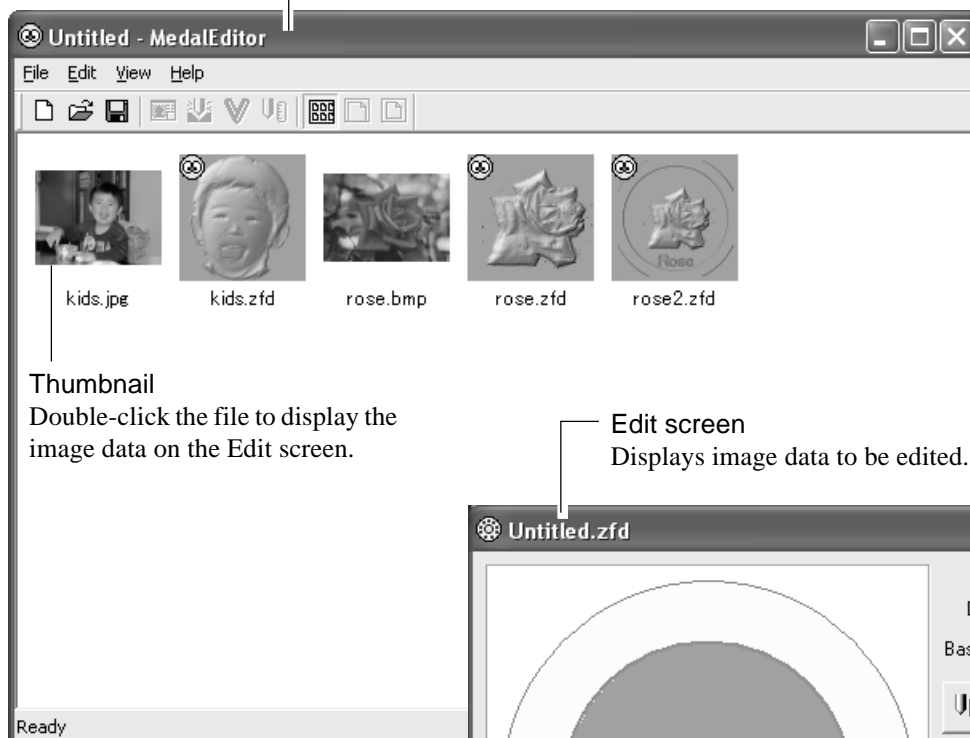 Untitled - MedalEditor
File Edit View Help
Rose
kids.jpg kids.zfd rose.bmp rose.zfd rose2.zfd
Thumbnail
Double-click the file to display the
image data on the Edit screen.
Edit screen
Displays image data to be edited.
Untitled.zfd
Bas
Ready